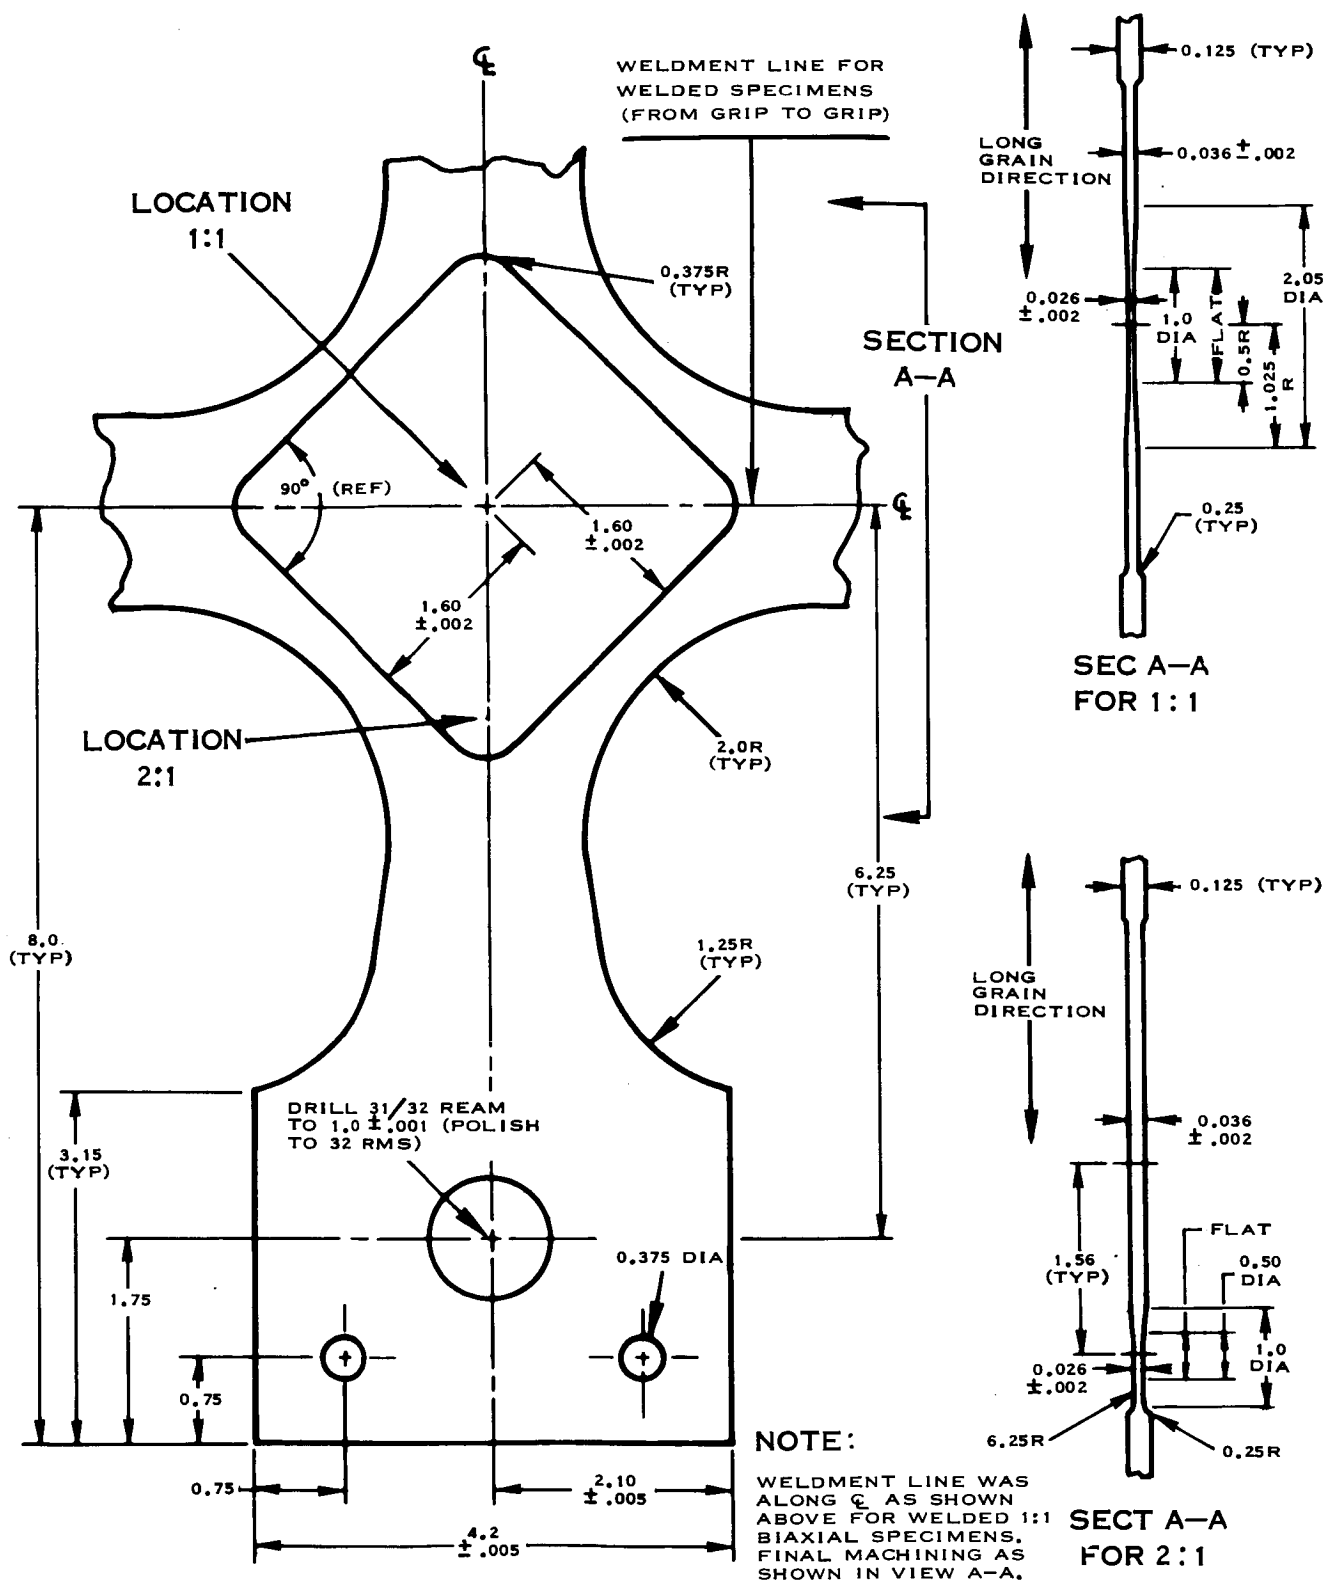 ℄
WELDMENT LINE FOR
WELDED SPECIMENS
(FROM GRIP TO GRIP)
LOCATION
1:1
0.375R
(TYP)
SECTION
A—A
90° (REF)
℄
1.60
±.002
1.60
±.002
LOCATION
2:1
2.0R
(TYP)
6.25
(TYP)
8.0
(TYP)
1.25R
(TYP)
DRILL 31/32 REAM
TO 1.0 ±.001 (POLISH
TO 32 RMS)
3.15
(TYP)
0.375 DIA
1.75
0.75
0.75
2.10
±.005
4.2
±.005
NOTE:
WELDMENT LINE WAS
ALONG ℄ AS SHOWN
ABOVE FOR WELDED 1:1
BIAXIAL SPECIMENS.
FINAL MACHINING AS
SHOWN IN VIEW A—A.
0.125 (TYP)
LONG
GRAIN
DIRECTION
0.036 ±.002
2.05
DIA
0.026
±.002
1.0
DIA
FLAT
0.5R
1.025
R
0.25
(TYP)
SEC A—A
FOR 1:1
0.125 (TYP)
LONG
GRAIN
DIRECTION
0.036
±.002
FLAT
1.56
(TYP)
0.50
DIA
1.0
DIA
0.026
±.002
6.25R
0.25R
SECT A—A
FOR 2:1